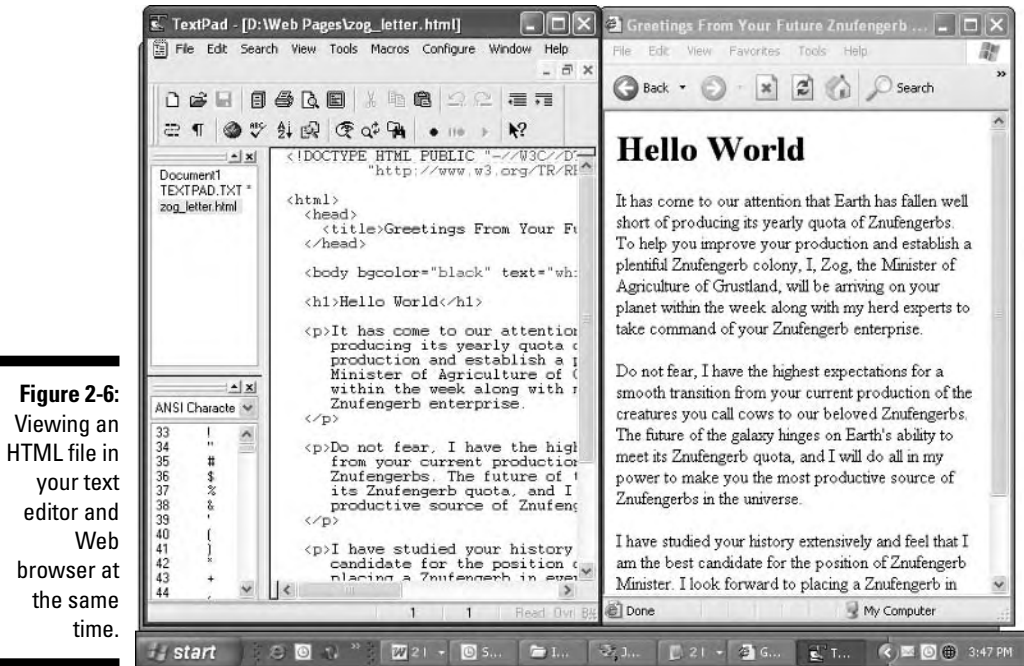 TextPad - [D:\Web Pages\zog_letter.html]
File Edit Search View Tools Macros Configure Window Help
Document1
TEXTPAD.TXT *
zog_letter.html
ANSI Characte
33 !
34 "
35 #
36 $
37 %
38 &
39 '
40 (
41 )
42 *
43 +
44 ,
<!DOCTYPE HTML PUBLIC "-//W3C//D
"http://www.w3.org/TR/
<html>
<head>
<title>Greetings From Your Fu
</head>
<body bgcolor="black" text="whi
<h1>Hello World</h1>
<p>It has come to our attention
producing its yearly quota o
production and establish a p
Minister of Agriculture of G
within the week along with m
Znufengerb enterprise.
</p>
<p>Do not fear, I have the high
from your current production
Znufengerbs. The future of t
its Znufengerb quota, and I
productive source of Znufeng
</p>
<p>I have studied your history
candidate for the position o
placing a Znufengerb in ever
1 1 Read Ovr
Greetings From Your Future Znufengerb ...
File Edit View Favorites Tools Help
Back Search
Hello World
It has come to our attention that Earth has fallen well
short of producing its yearly quota of Znufengerbs.
To help you improve your production and establish a
plentiful Znufengerb colony, I, Zog, the Minister of
Agriculture of Grustland, will be arriving on your
planet within the week along with my herd experts to
take command of your Znufengerb enterprise.
Do not fear, I have the highest expectations for a
smooth transition from your current production of the
creatures you call cows to our beloved Znufengerbs.
The future of the galaxy hinges on Earth's ability to
meet its Znufengerb quota, and I will do all in my
power to make you the most productive source of
Znufengerbs in the universe.
I have studied your history extensively and feel that I
am the best candidate for the position of Znufengerb
Minister. I look forward to placing a Znufengerb in
Done My Computer
start 2 1 S... I... J... 2 1 G... T... 3:47 PM
Figure 2-6:
Viewing an
HTML file in
your text
editor and
Web
browser at
the same
time.